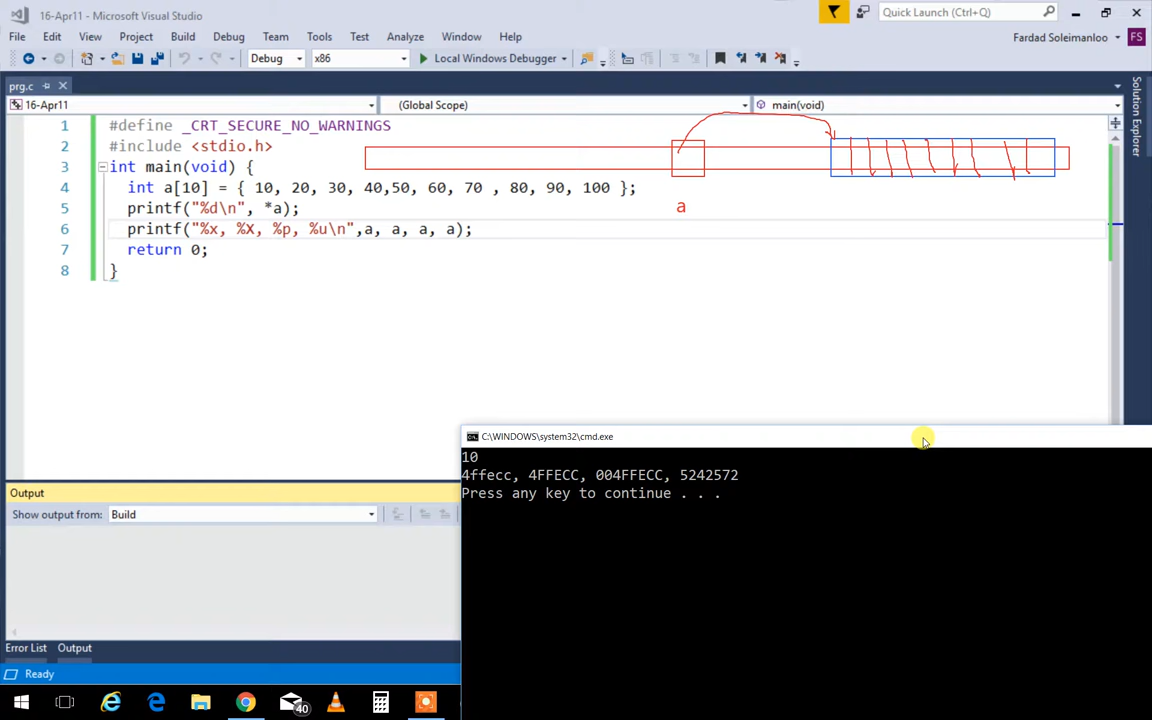 16-Apr11 - Microsoft Visual Studio
Quick Launch (Ctrl+Q)
File Edit View Project Build Debug Team Tools Test Analyze Window Help
Fardad Soleimanloo FS
Debug x86 Local Windows Debugger
prg.c
16-Apr11 (Global Scope) main(void)
1 #define _CRT_SECURE_NO_WARNINGS
2 #include <stdio.h>
3 int main(void) {
4 int a[10] = { 10, 20, 30, 40,50, 60, 70 , 80, 90, 100 };
5 printf("%d\n", *a);
a
6 printf("%x, %X, %p, %u\n",a, a, a, a);
7 return 0;
8 }
Solution Explorer
C:\WINDOWS\system32\cmd.exe
10
4ffecc, 4FFECC, 004FFECC, 5242572
Press any key to continue . . .
Output
Show output from: Build
Error List Output
Ready
40